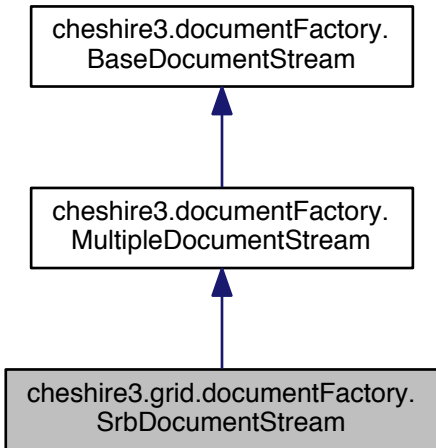 cheshire3.documentFactory.
BaseDocumentStream
cheshire3.documentFactory.
MultipleDocumentStream
cheshire3.grid.documentFactory.
SrbDocumentStream